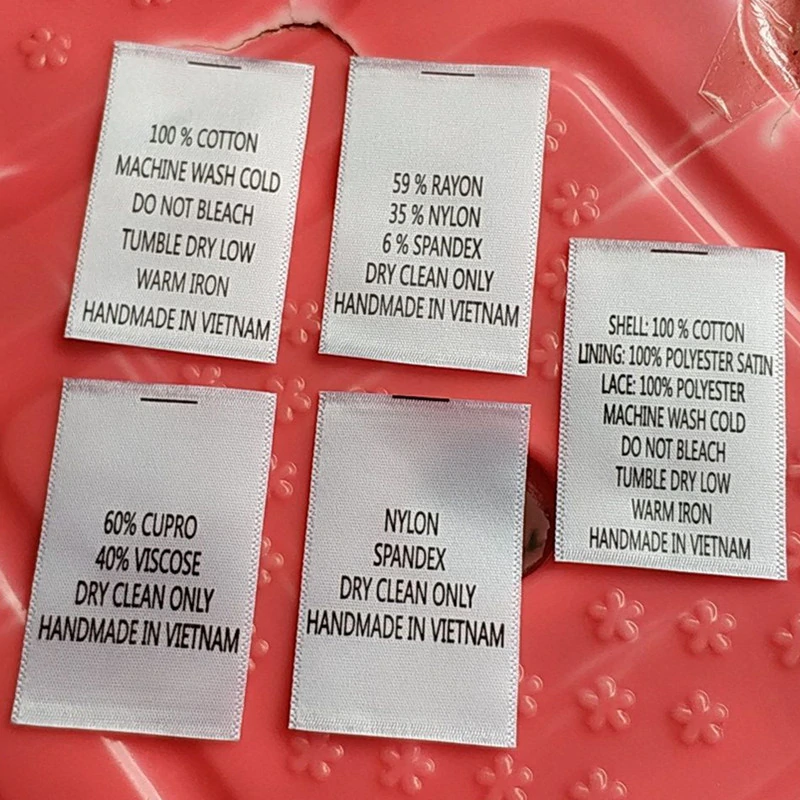 100 % COTTON
MACHINE WASH COLD
DO NOT BLEACH
TUMBLE DRY LOW
WARM IRON
HANDMADE IN VIETNAM
59 % RAYON
35 % NYLON
6 % SPANDEX
DRY CLEAN ONLY
HANDMADE IN VIETNAM
SHELL: 100 % COTTON
LINING: 100% POLYESTER SATIN
LACE: 100% POLYESTER
MACHINE WASH COLD
DO NOT BLEACH
TUMBLE DRY LOW
WARM IRON
HANDMADE IN VIETNAM
60% CUPRO
40% VISCOSE
DRY CLEAN ONLY
HANDMADE IN VIETNAM
NYLON
SPANDEX
DRY CLEAN ONLY
HANDMADE IN VIETNAM